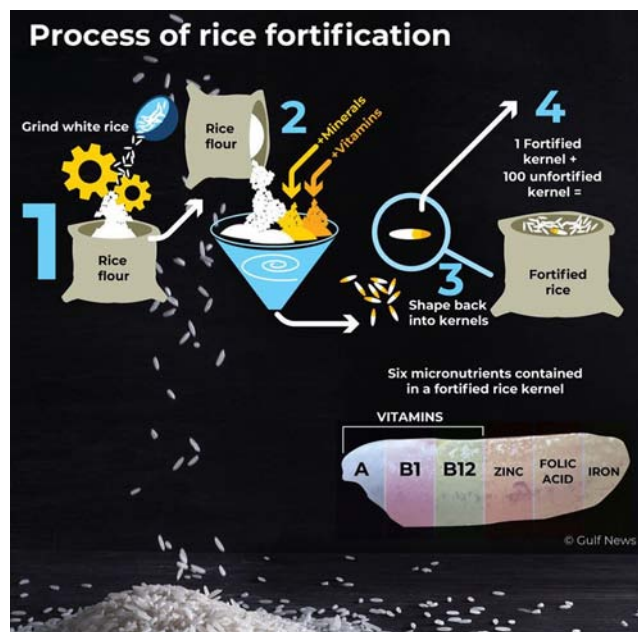 Process of rice fortification
1
Grind white rice
Rice
flour
2
Rice
flour
+Minerals
+Vitamins
3
Shape back
into kernels
4
1 Fortified
kernel +
100 unfortified
kernel =
Fortified
rice
Six micronutrients contained
in a fortified rice kernel
VITAMINS
A
B1
B12
ZINC
FOLIC
ACID
IRON
© Gulf News